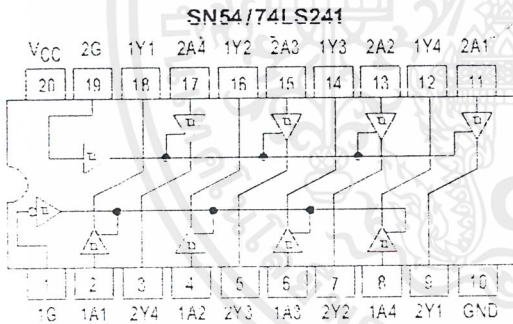 SN54/74LS241
VCC 2G 1Y1 2A4 1Y2 2A3 1Y3 2A2 1Y4 2A1
20 19 18 17 16 15 14 13 12 11
1 2 3 4 5 6 7 8 9 10
1G 1A1 2Y4 1A2 2Y3 1A3 2Y2 1A4 2Y1 GND